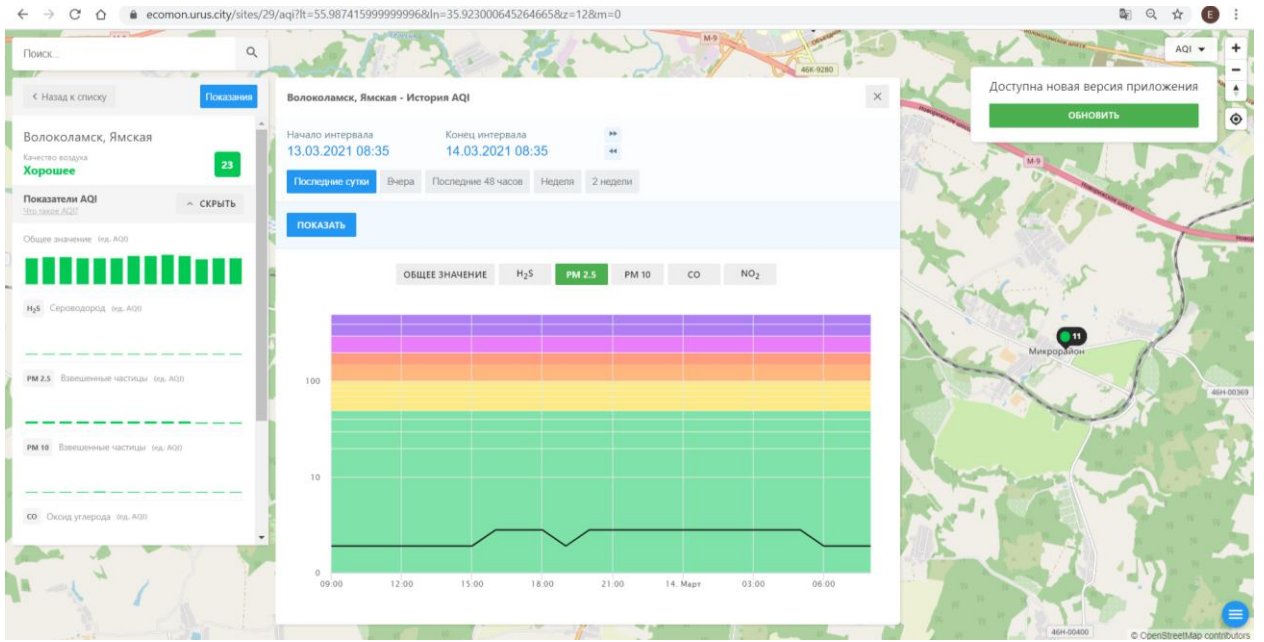 ecomon.urus.city/sites/29/aqi?lt=55.987415999999996&ln=35.923000645264665&z=12&m=0
E
Поиск...
М-9
46К-9280
AQI
Доступна новая версия приложения
ОБНОВИТЬ
Назад к списку
Показания
Волоколамск, Ямская
Качество воздуха
Хорошее
23
Показатели AQI
Что такое AQI?
СКРЫТЬ
Общее значение (ед. AQI)
H₂S Сероводород (ед. AQI)
PM 2.5 Взвешенные частицы (ед. AQI)
PM 10 Взвешенные частицы (ед. AQI)
CO Оксид углерода (ед. AQI)
Волоколамск, Ямская - История AQI
Начало интервала
13.03.2021 08:35
Конец интервала
14.03.2021 08:35
Последние сутки
Вчера
Последние 48 часов
Неделя
2 недели
ПОКАЗАТЬ
ОБЩЕЕ ЗНАЧЕНИЕ
H₂S
PM 2.5
PM 10
CO
NO₂
100
10
0
09:00
12:00
15:00
18:00
21:00
14. Март
03:00
06:00
М-9
11
Микрорайон
46Н-00369
46Н-00400
© OpenStreetMap contributors